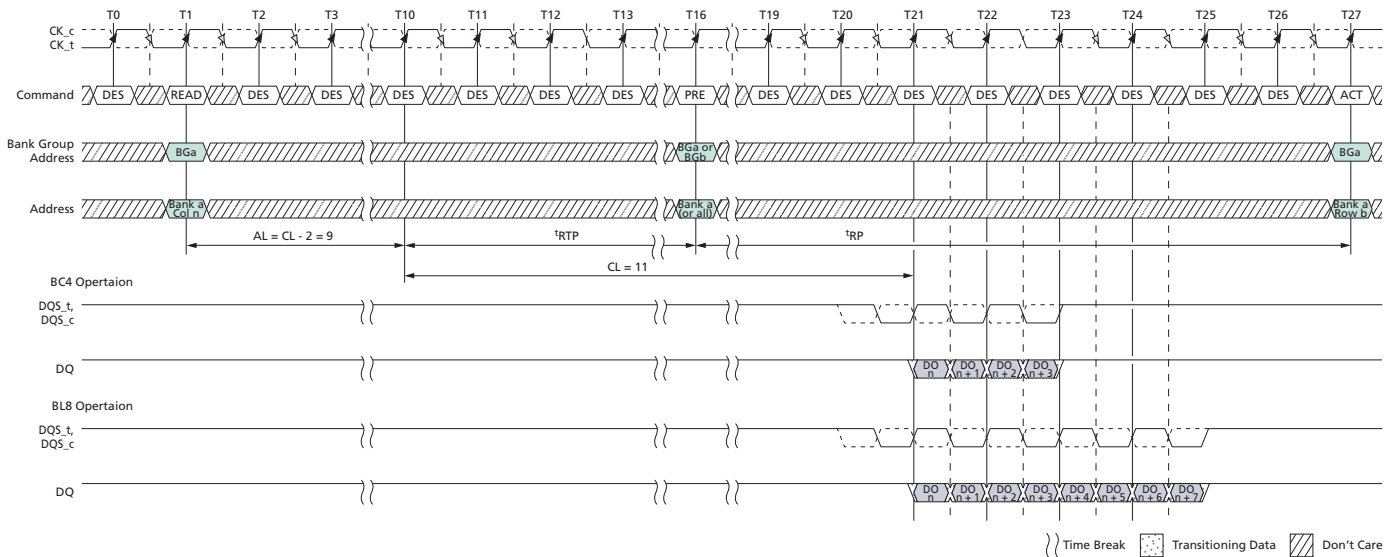 T0 T1 T2 T3 T10 T11 T12 T13 T16 T19 T20 T21 T22 T23 T24 T25 T26 T27
CK_c
CK_t
Command DES READ DES DES DES DES DES DES PRE DES DES DES DES DES DES DES DES ACT
Bank Group
Address
BGa
BGa or
BGb
BGa
Address
Bank a
Col n
Bank a
(or all)
Bank a
Row b
AL = CL - 2 = 9
tRTP
tRP
CL = 11
BC4 Opertaion
DQS_t,
DQS_c
DQ
DO
n
DO
n + 1
DO
n + 2
DO
n + 3
BL8 Opertaion
DQS_t,
DQS_c
DQ
DO
n
DO
n + 1
DO
n + 2
DO
n + 3
DO
n + 4
DO
n + 5
DO
n + 6
DO
n + 7
Time Break
Transitioning Data
Don't Care